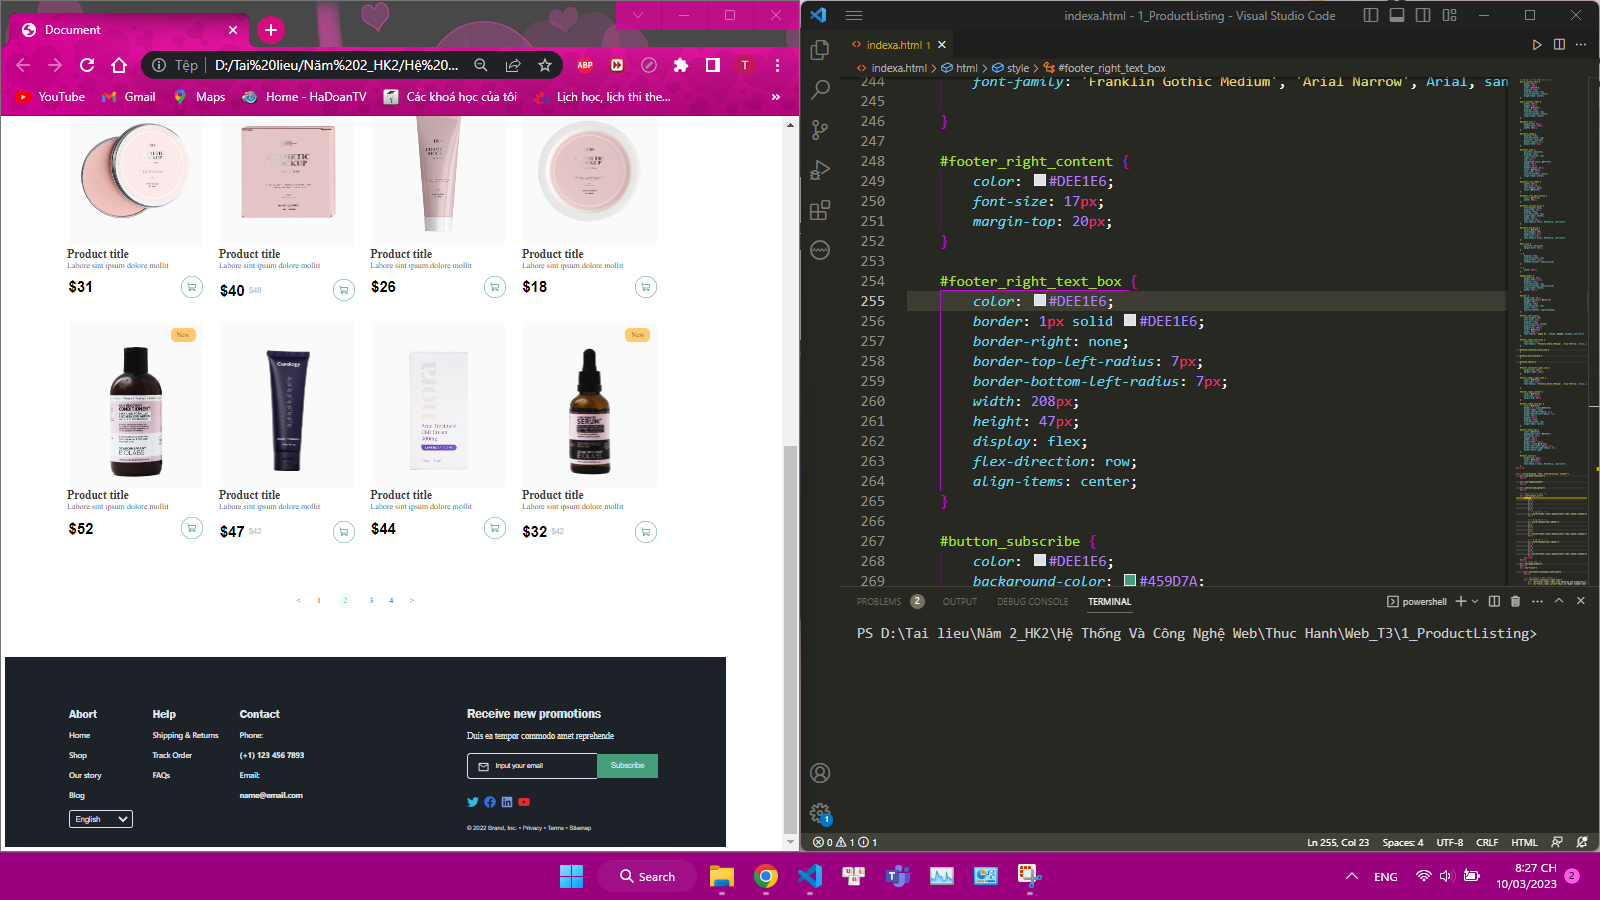 Document
Tệp
D:/Tai%20lieu/Năm%202_HK2/Hệ%20...
ABP
T
YouTube
Gmail
Maps
Home - HaDoanTV
Các khoá học của tôi
Lịch học, lịch thi the...
»
COSMETIC MOCKUP
Product title
Labore sint ipsum dolore mollit
$31
Product title
Labore sint ipsum dolore mollit
$40 $48
Product title
Labore sint ipsum dolore mollit
$26
Product title
Labore sint ipsum dolore mollit
$18
New
CONDITIONER
Curology
nora
Acne Treatment
CBD Cream
500mg
New
SERUM
Product title
Labore sint ipsum dolore mollit
$52
Product title
Labore sint ipsum dolore mollit
$47 $42
Product title
Labore sint ipsum dolore mollit
$44
Product title
Labore sint ipsum dolore mollit
$32 $42
< 1 2 3 4 >
Abort
Home
Shop
Our story
Blog
English
Help
Shipping & Returns
Track Order
FAQs
Contact
Phone:
(+1) 123 456 7893
Email:
name@email.com
Receive new promotions
Duis ea tempor commodo amet reprehende
Input your email
Subscribe
© 2022 Brand, Inc. • Privacy • Terms • Sitemap
indexa.html - 1_ProductListing - Visual Studio Code
indexa.html 1
indexa.html > html > style > #footer_right_text_box
244 font-family: 'Franklin Gothic Medium', 'Arial Narrow', Arial, san
245
246 }
247
248 #footer_right_content {
249 color: #DEE1E6;
250 font-size: 17px;
251 margin-top: 20px;
252 }
253
254 #footer_right_text_box {
255 color: #DEE1E6;
256 border: 1px solid #DEE1E6;
257 border-right: none;
258 border-top-left-radius: 7px;
259 border-bottom-left-radius: 7px;
260 width: 208px;
261 height: 47px;
262 display: flex;
263 flex-direction: row;
264 align-items: center;
265 }
266
267 #button_subscribe {
268 color: #DEE1E6;
269 background-color: #459D7A;
PROBLEMS 2 OUTPUT DEBUG CONSOLE TERMINAL
powershell
PS D:\Tai lieu\Năm 2_HK2\Hệ Thống Và Công Nghệ Web\Thuc Hanh\Web_T3\1_ProductListing>
1
0 1 1
Ln 255, Col 23 Spaces: 4 UTF-8 CRLF HTML
Search
ENG
8:27 CH
10/03/2023
2